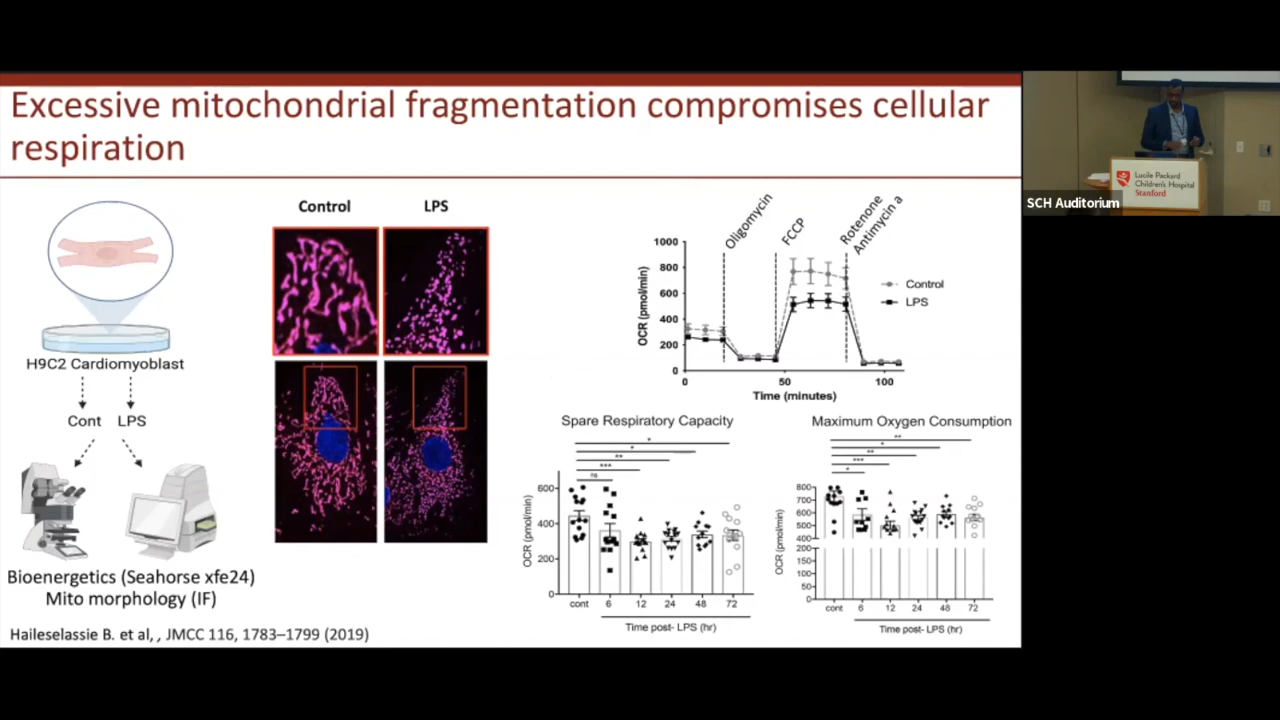 Excessive mitochondrial fragmentation compromises cellular
respiration
H9C2 Cardiomyoblast
Cont LPS
Bioenergetics (Seahorse xfe24)
Mito morphology (IF)
Haileselassie B. et al, , JMCC 116, 1783–1799 (2019)
Control LPS
Oligomycin
FCCP
Rotenone
Antimycin a
OCR (pmol/min)
1000
800
600
400
200
0
0 50 100
Time (minutes)
Control
LPS
Spare Respiratory Capacity
*
*
**
***
ns
OCR (pmol/min)
600
400
200
0
cont 6 12 24 48 72
Time post- LPS (hr)
Maximum Oxygen Consumption
**
*
**
***
*
OCR (pmol/min)
800
700
600
500
400
200
150
100
50
0
cont 6 12 24 48 72
Time post- LPS (hr)
Lucile Packard
Children's Hospital
Stanford
SCH Auditorium